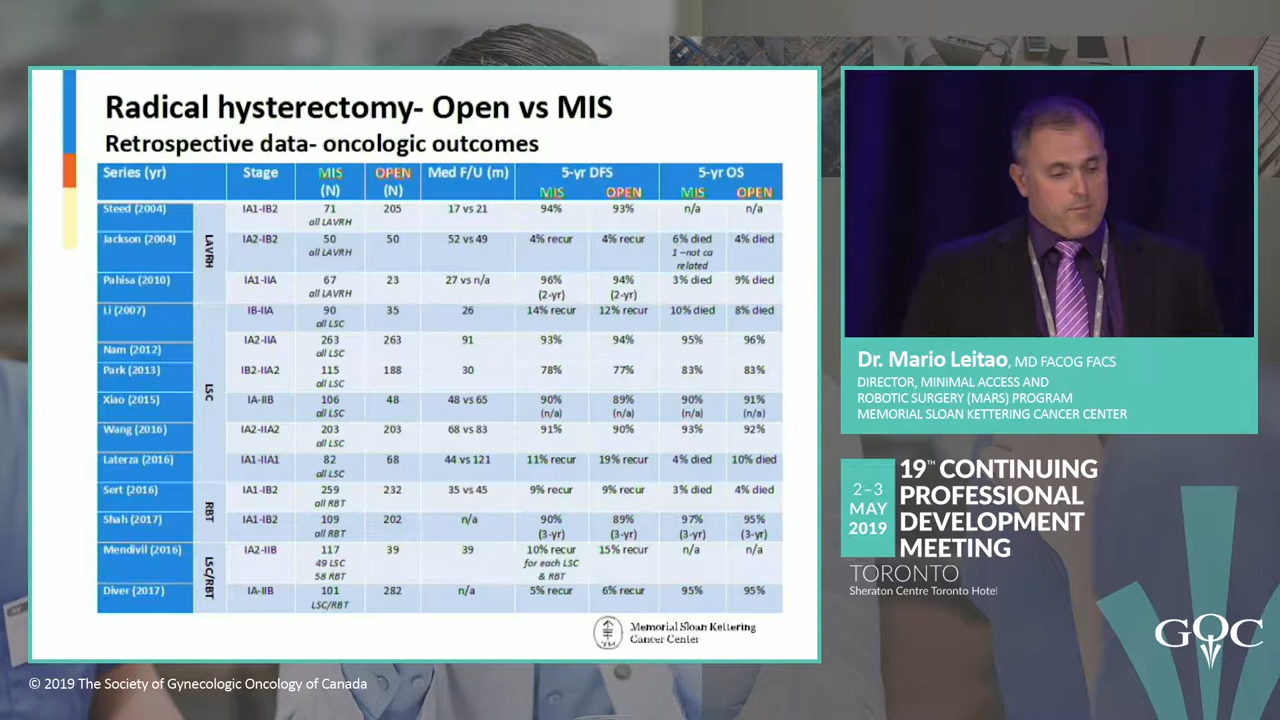 Radical hysterectomy- Open vs MIS
Retrospective data- oncologic outcomes
Series (yr) Stage MIS (N) OPEN (N) Med F/U (m) 5-yr DFS MIS OPEN 5-yr OS MIS OPEN
LAVRH
Steed (2004) IA1-IB2 71 all LAVRH 205 17 vs 21 94% 93% n/a n/a
Jackson (2004) IA2-IB2 50 all LAVRH 50 52 vs 49 4% recur 4% recur 6% died 1 –not ca related 4% died
Pahisa (2010) IA1-IIA 67 all LAVRH 23 27 vs n/a 96% (2-yr) 94% (2-yr) 3% died 9% died
LSC
Li (2007) IB-IIA 90 all LSC 35 26 14% recur 12% recur 10% died 8% died
Nam (2012) IA2-IIA 263 all LSC 263 91 93% 94% 95% 96%
Park (2013) IB2-IIA2 115 all LSC 188 30 78% 77% 83% 83%
Xiao (2015) IA-IIB 106 all LSC 48 48 vs 65 90% (n/a) 89% (n/a) 90% (n/a) 91% (n/a)
Wang (2016) IA2-IIA2 203 all LSC 203 68 vs 83 91% 90% 93% 92%
Laterza (2016) IA1-IIA1 82 all LSC 68 44 vs 121 11% recur 19% recur 4% died 10% died
RBT
Sert (2016) IA1-IB2 259 all RBT 232 35 vs 45 9% recur 9% recur 3% died 4% died
Shah (2017) IA1-IB2 109 all RBT 202 n/a 90% (3-yr) 89% (3-yr) 97% (3-yr) 95% (3-yr)
LSC/RBT
Mendivil (2016) IA2-IIB 117 49 LSC 58 RBT 39 39 10% recur for each LSC & RBT 15% recur n/a n/a
Diver (2017) IA-IIB 101 LSC/RBT 282 n/a 5% recur 6% recur 95% 95%
Memorial Sloan Kettering
Cancer Center
Dr. Mario Leitao, MD FACOG FACS
DIRECTOR, MINIMAL ACCESS AND
ROBOTIC SURGERY (MARS) PROGRAM
MEMORIAL SLOAN KETTERING CANCER CENTER
2–3
MAY
2019
19TH CONTINUING
PROFESSIONAL
DEVELOPMENT
MEETING
TORONTO
Sheraton Centre Toronto Hotel
GOC
© 2019 The Society of Gynecologic Oncology of Canada